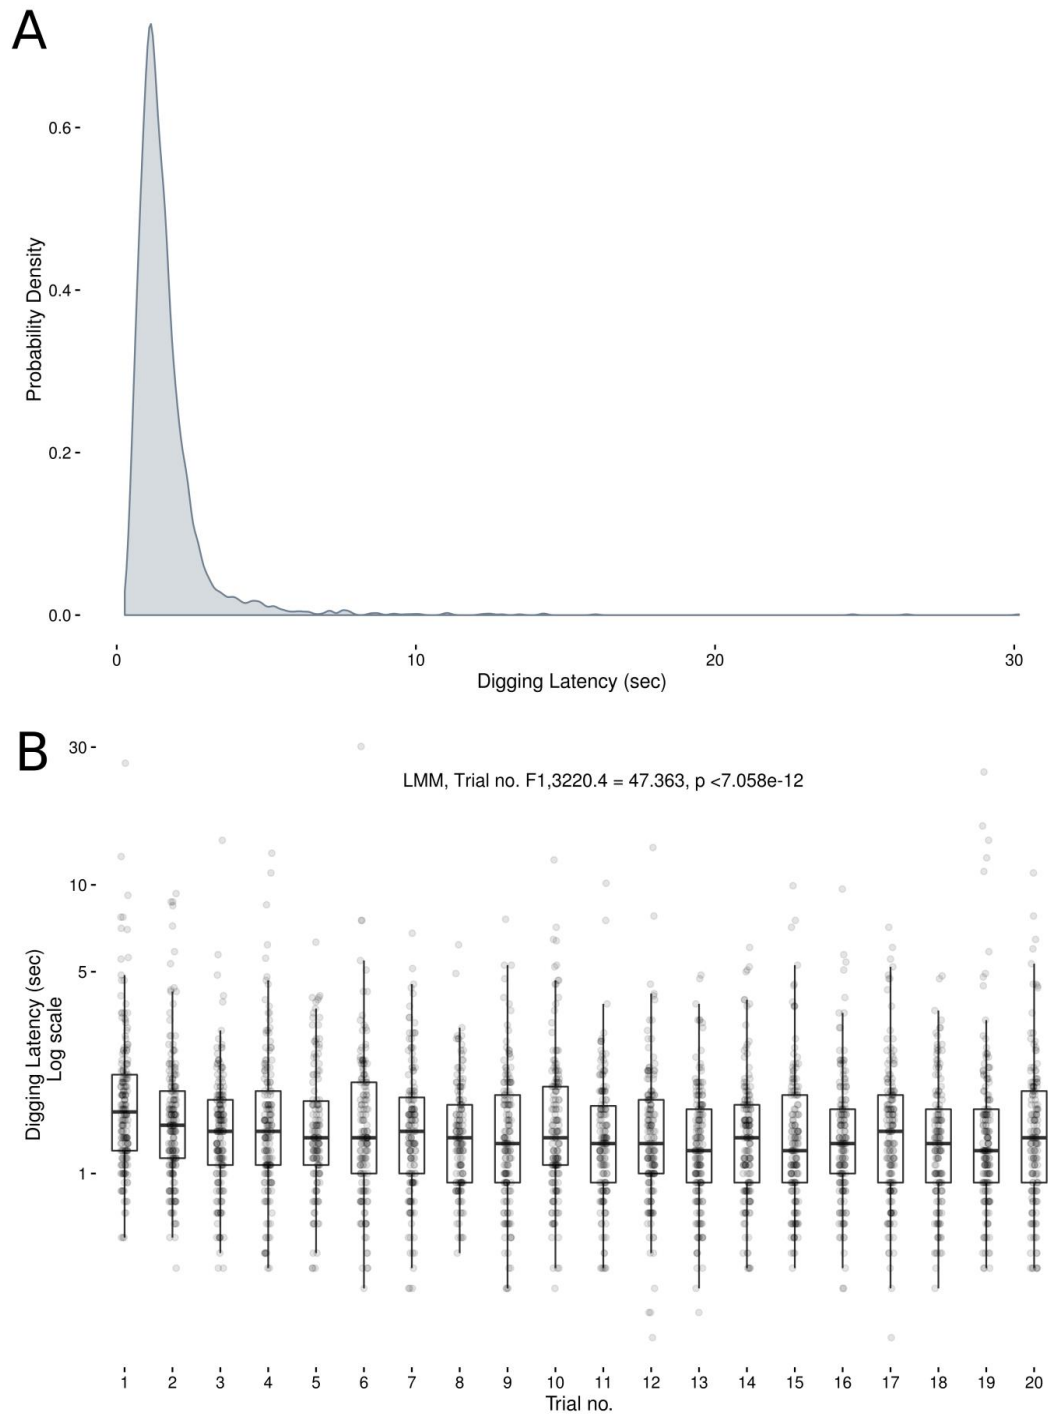 A
0.6
0.4
0.2
0.0
Probability Density
0 10 20 30
Digging Latency (sec)
B
30
10
5
1
LMM, Trial no. F1,3220.4 = 47.363, p <7.058e-12
Digging Latency (sec)
Log scale
1 2 3 4 5 6 7 8 9 10 11 12 13 14 15 16 17 18 19 20
Trial no.